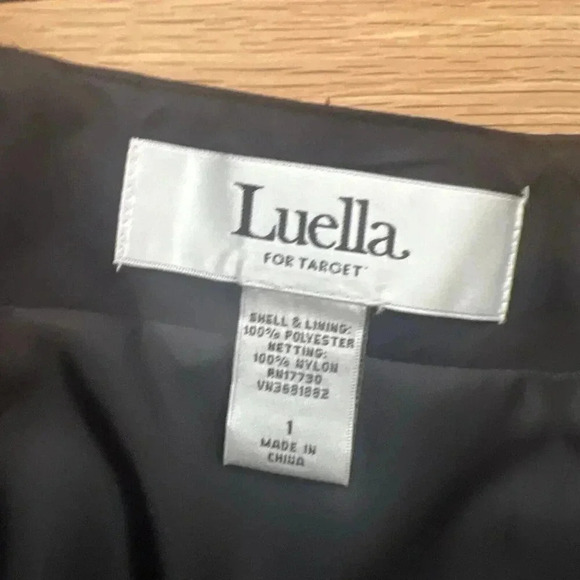 Luella
FOR TARGET
SHELL & LINING:
100% POLYESTER
NETTING:
100% NYLON
RN17730
VN3681882
1
MADE IN
CHINA